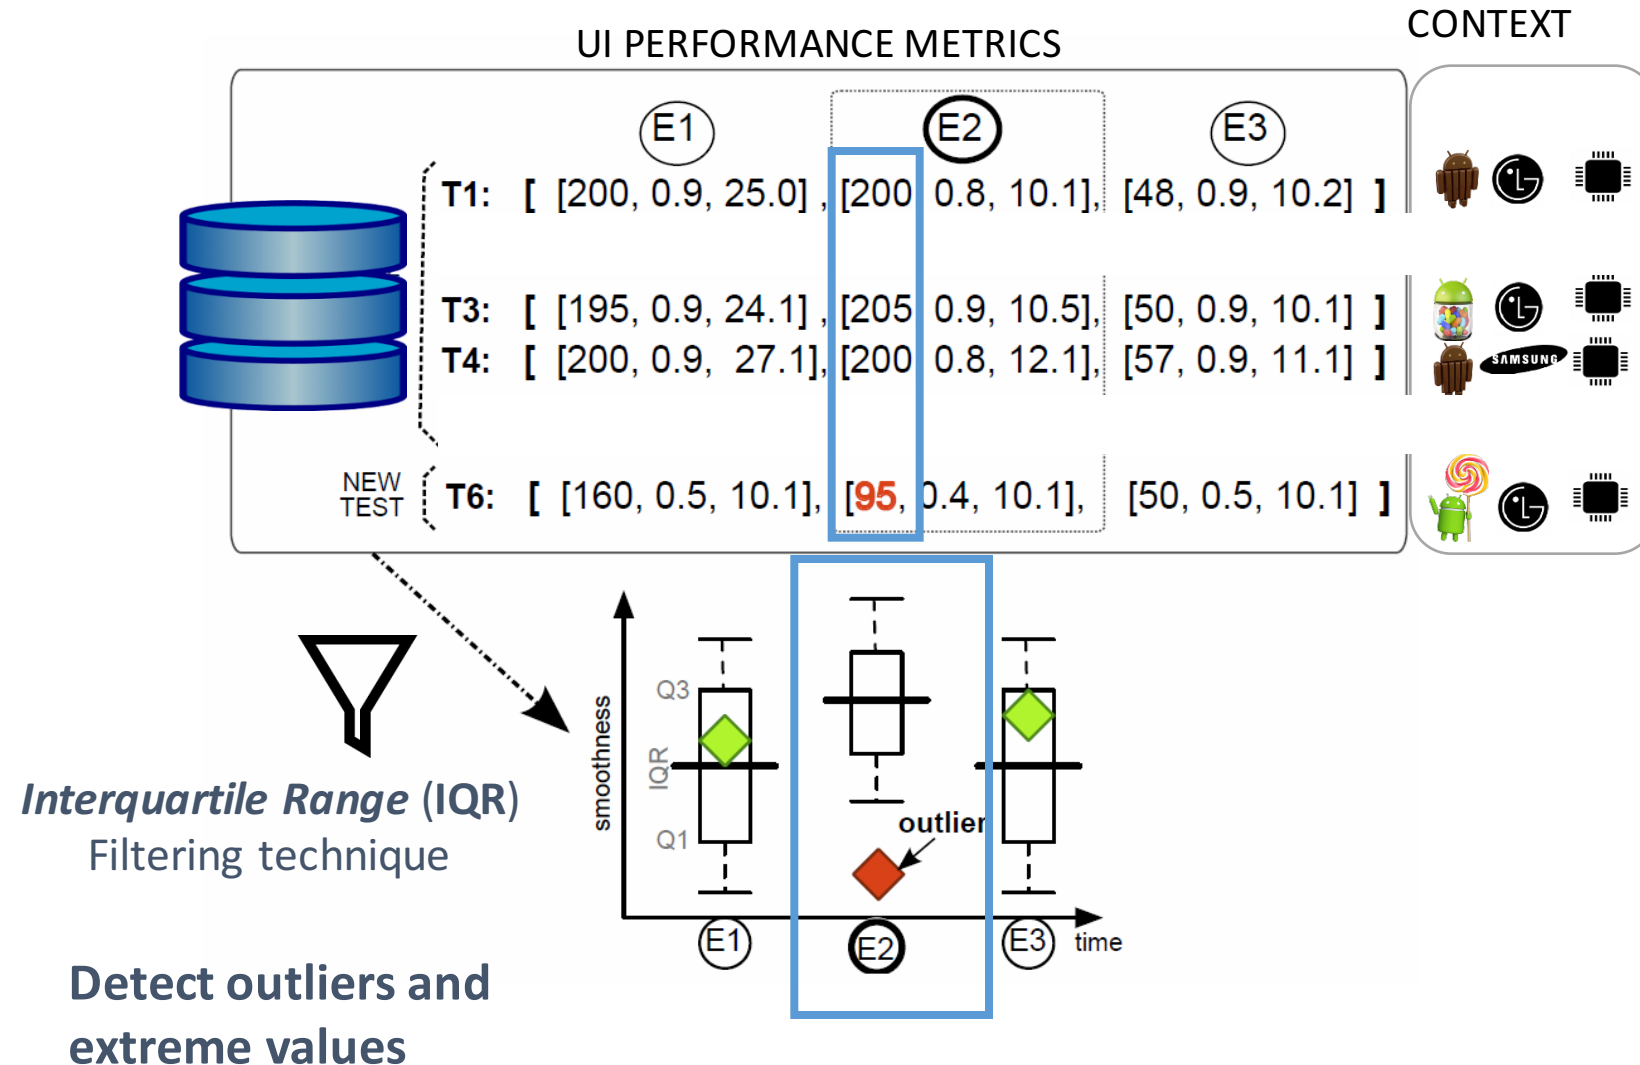 UI PERFORMANCE METRICS
CONTEXT
E1
E2
E3
T1: [ [200, 0.9, 25.0] , [200 0.8, 10.1], [48, 0.9, 10.2] ]
LG
T3: [ [195, 0.9, 24.1] , [205 0.9, 10.5], [50, 0.9, 10.1] ]
LG
T4: [ [200, 0.9, 27.1], [200 0.8, 12.1], [57, 0.9, 11.1] ]
SAMSUNG
NEW
TEST
T6: [ [160, 0.5, 10.1], [95, 0.4, 10.1], [50, 0.5, 10.1] ]
LG
smoothness
Q3
IQR
Q1
outlier
E1
E2
E3
time
Interquartile Range (IQR)
Filtering technique
Detect outliers and
extreme values